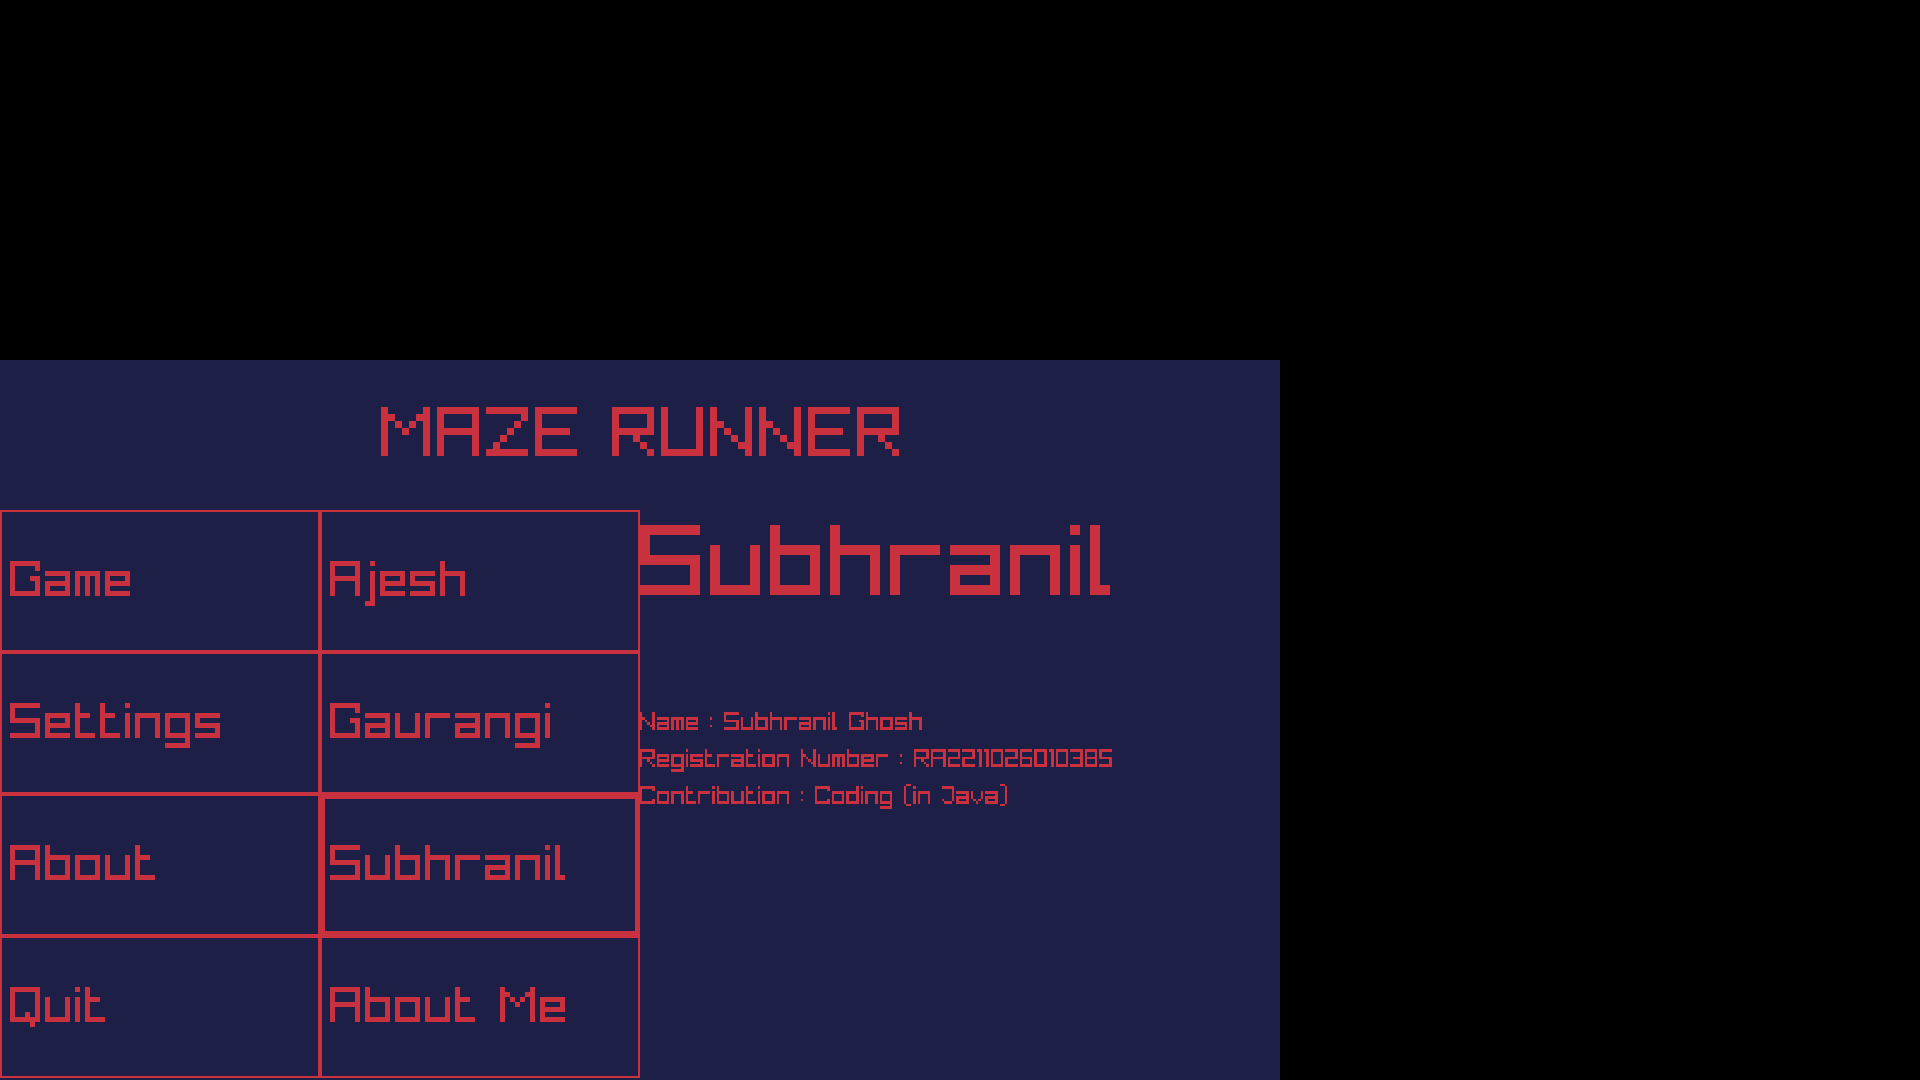 MAZE RUNNER
Game
Settings
About
Quit
Ajesh
Gaurangi
Subhranil
About Me
Subhranil
Name : Subhranil Ghosh
Registration Number : RA2211026010385
Contribution : Coding (in Java)